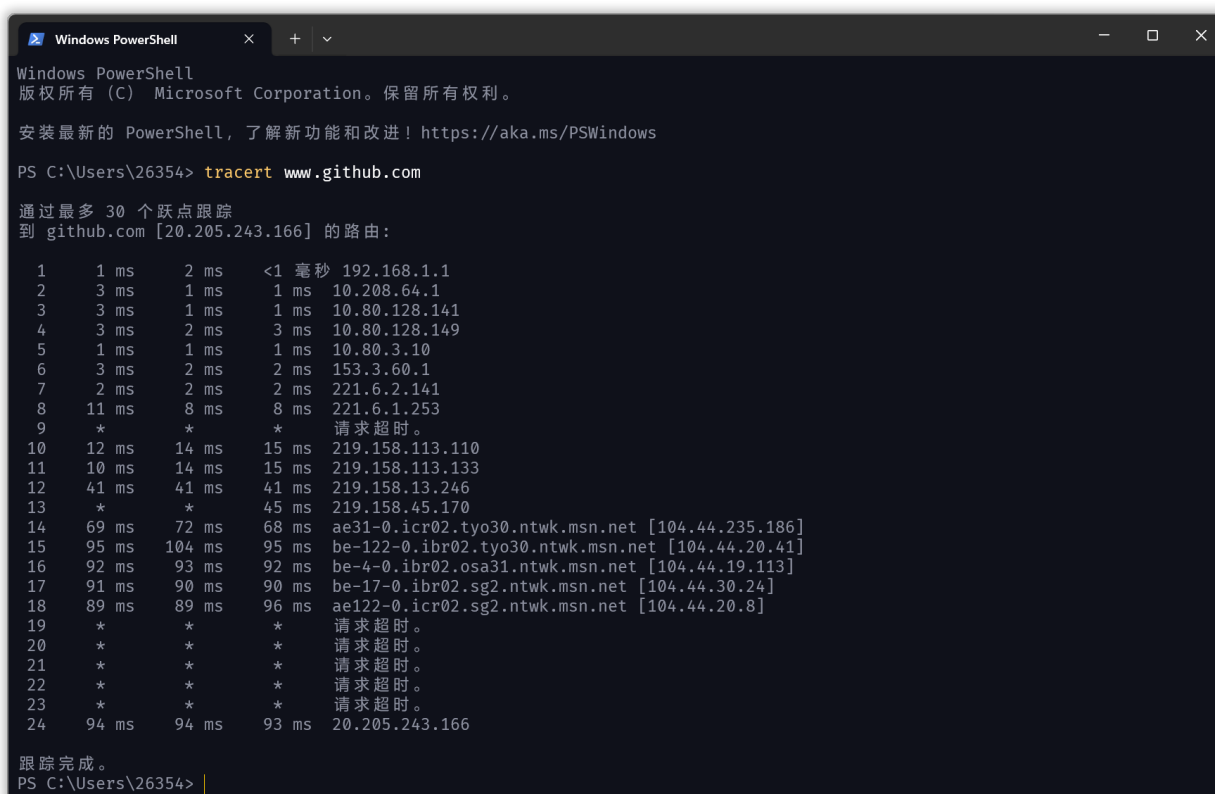 Windows PowerShell
Windows PowerShell
版权所有（C） Microsoft Corporation。保留所有权利。
安装最新的 PowerShell，了解新功能和改进！https://aka.ms/PSWindows
PS C:\Users\26354> tracert www.github.com
通过最多 30 个跃点跟踪
到 github.com [20.205.243.166] 的路由:
1 1 ms 2 ms <1 毫秒 192.168.1.1
2 3 ms 1 ms 1 ms 10.208.64.1
3 3 ms 1 ms 1 ms 10.80.128.141
4 3 ms 2 ms 3 ms 10.80.128.149
5 1 ms 1 ms 1 ms 10.80.3.10
6 3 ms 2 ms 2 ms 153.3.60.1
7 2 ms 2 ms 2 ms 221.6.2.141
8 11 ms 8 ms 8 ms 221.6.1.253
9 * * * 请求超时。
10 12 ms 14 ms 15 ms 219.158.113.110
11 10 ms 14 ms 15 ms 219.158.113.133
12 41 ms 41 ms 41 ms 219.158.13.246
13 * * 45 ms 219.158.45.170
14 69 ms 72 ms 68 ms ae31-0.icr02.tyo30.ntwk.msn.net [104.44.235.186]
15 95 ms 104 ms 95 ms be-122-0.ibr02.tyo30.ntwk.msn.net [104.44.20.41]
16 92 ms 93 ms 92 ms be-4-0.ibr02.osa31.ntwk.msn.net [104.44.19.113]
17 91 ms 90 ms 90 ms be-17-0.ibr02.sg2.ntwk.msn.net [104.44.30.24]
18 89 ms 89 ms 96 ms ae122-0.icr02.sg2.ntwk.msn.net [104.44.20.8]
19 * * * 请求超时。
20 * * * 请求超时。
21 * * * 请求超时。
22 * * * 请求超时。
23 * * * 请求超时。
24 94 ms 94 ms 93 ms 20.205.243.166
跟踪完成。
PS C:\Users\26354>